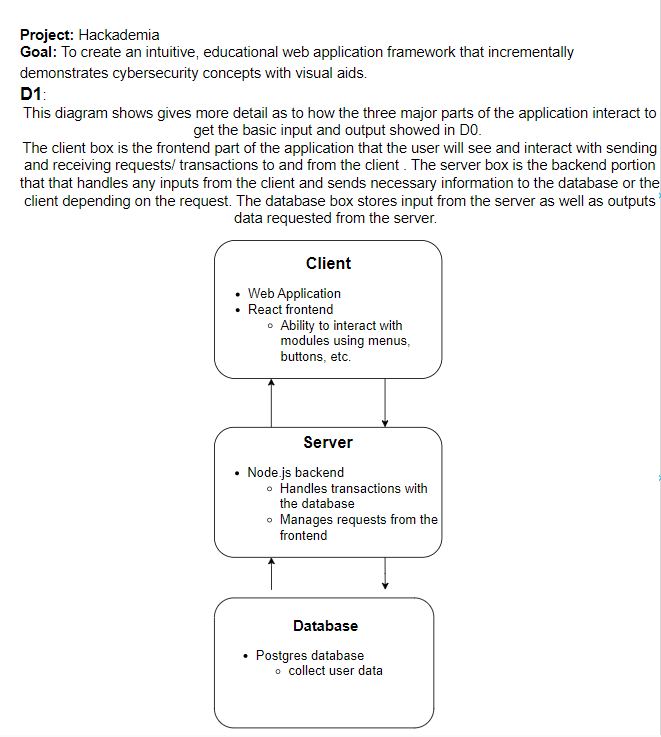 Project: Hackademia
Goal: To create an intuitive, educational web application framework that incrementally
demonstrates cybersecurity concepts with visual aids.
D1:
This diagram shows gives more detail as to how the three major parts of the application interact to
get the basic input and output showed in D0.
The client box is the frontend part of the application that the user will see and interact with sending
and receiving requests/ transactions to and from the client . The server box is the backend portion
that that handles any inputs from the client and sends necessary information to the database or the
client depending on the request. The database box stores input from the server as well as outputs
data requested from the server.
Client
• Web Application
• React frontend
○ Ability to interact with
modules using menus,
buttons, etc.
Server
• Node.js backend
○ Handles transactions with
the database
○ Manages requests from the
frontend
Database
• Postgres database
○ collect user data